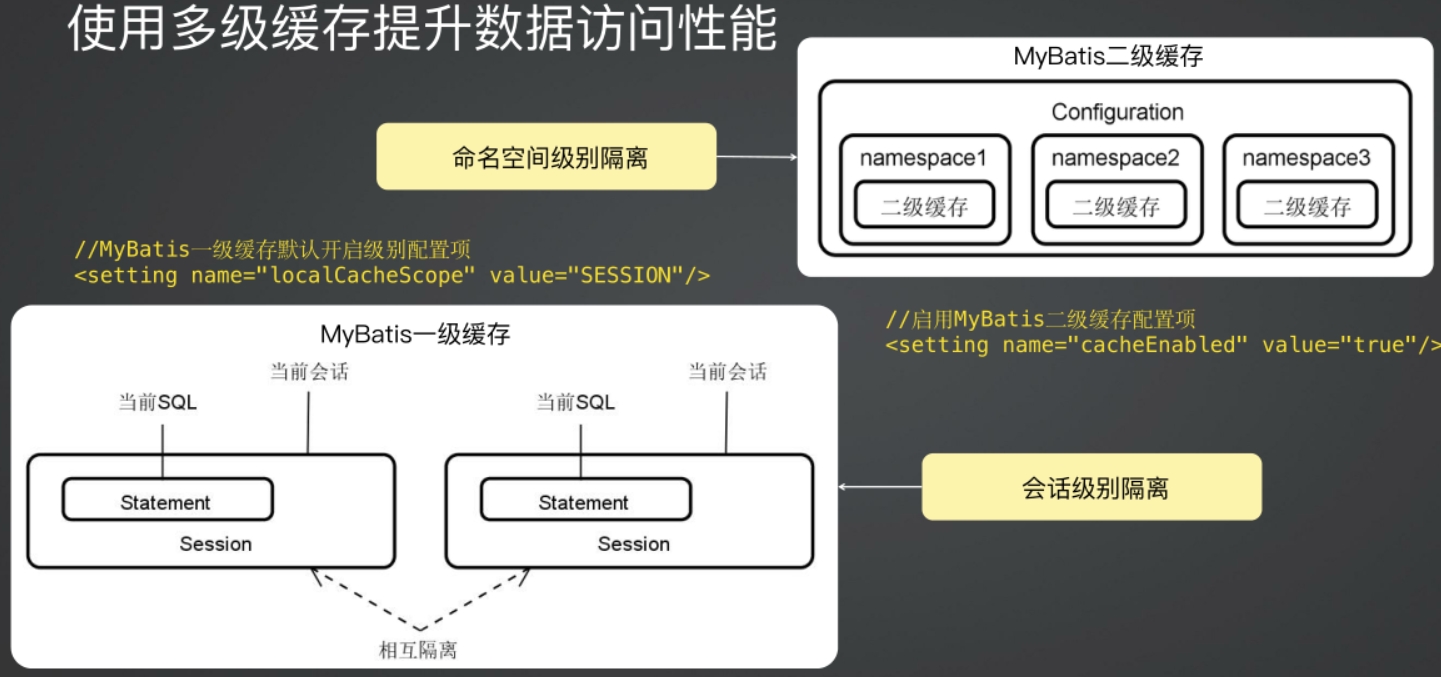 使用多级缓存提升数据访问性能
MyBatis二级缓存
Configuration
命名空间级别隔离
namespace1
namespace2
namespace3
二级缓存
二级缓存
二级缓存
//MyBatis一级缓存默认开启级别配置项
<setting name="localCacheScope" value="SESSION"/>
//启用MyBatis二级缓存配置项
<setting name="cacheEnabled" value="true"/>
MyBatis一级缓存
当前会话
当前会话
当前SQL
当前SQL
Statement
Statement
会话级别隔离
Session
Session
相互隔离